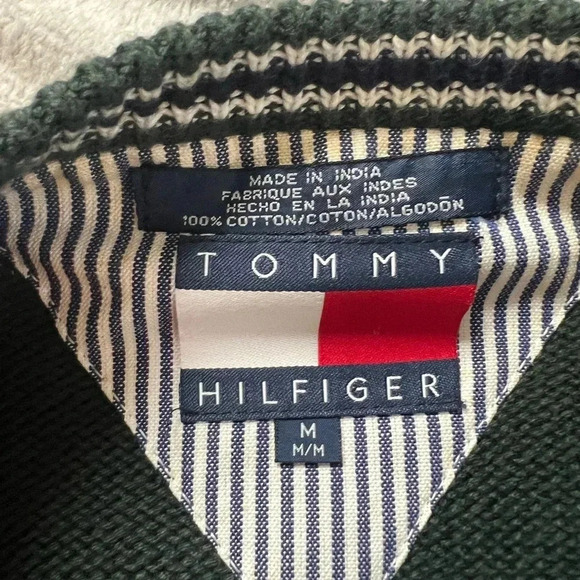 MADE IN INDIA
FABRIQUE AUX INDES
HECHO EN LA INDIA
100% COTTON/COTON/ALGODÓN
TOMMY
HILFIGER
M
M/M